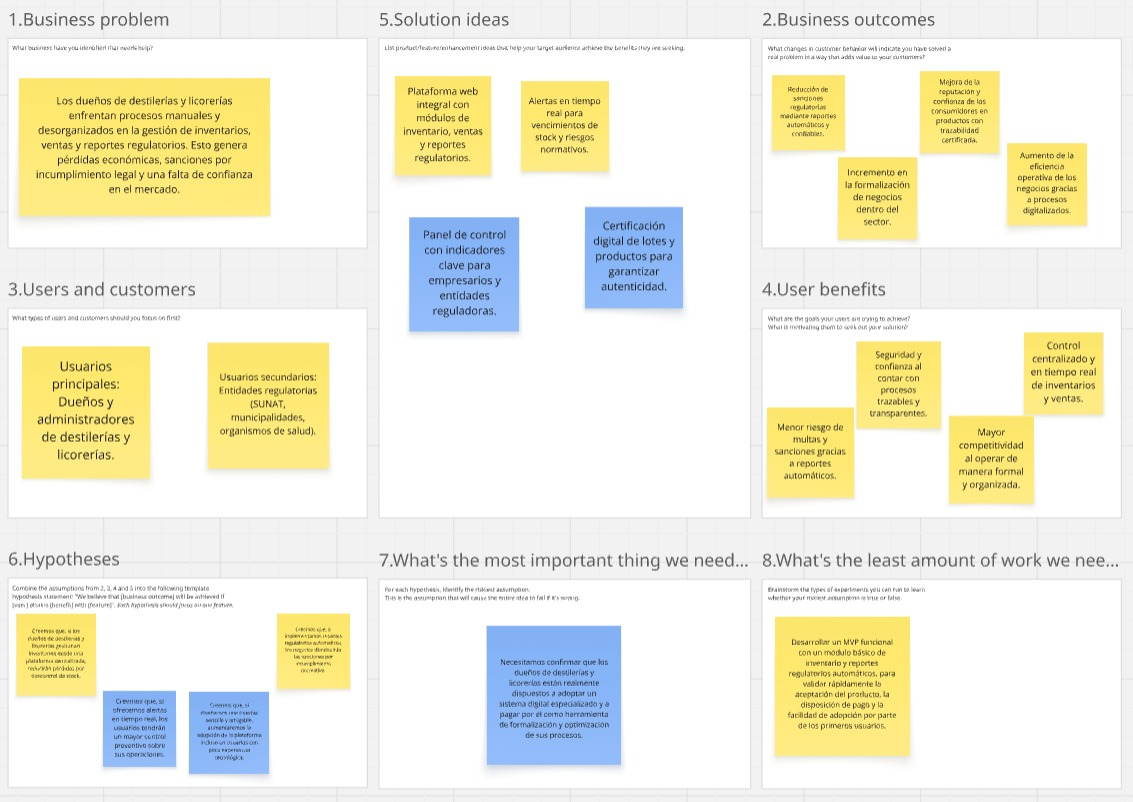 1.Business problem
What business have you identified that needs help?
Los dueños de destilerías y licorerías
enfrentan procesos manuales y
desorganizados en la gestión de inventarios,
ventas y reportes regulatorios. Esto genera
pérdidas económicas, sanciones por
incumplimiento legal y una falta de confianza
en el mercado.
5.Solution ideas
List product/feature/enhancement ideas that help your target audience achieve the benefits they are seeking.
Plataforma web
integral con
módulos de
inventario, ventas
y reportes
regulatorios.
Alertas en tiempo
real para
vencimientos de
stock y riesgos
normativos.
Panel de control
con indicadores
clave para
empresarios y
entidades
reguladoras.
Certificación
digital de lotes y
productos para
garantizar
autenticidad.
2.Business outcomes
What changes in customer behavior will indicate you have solved a
real problem in a way that adds value to your customers?
Reducción de
sanciones
regulatorias
mediante reportes
automáticos y
confiables.
Mejora de la
reputación y
confianza de los
consumidores en
productos con
trazabilidad
certificada.
Incremento en
la formalización
de negocios
dentro del
sector.
Aumento de la
eficiencia
operativa de los
negocios gracias
a procesos
digitalizados.
3.Users and customers
What types of users and customers should you focus on first?
Usuarios
principales:
Dueños y
administradores
de destilerías y
licorerías.
Usuarios secundarios:
Entidades regulatorias
(SUNAT,
municipalidades,
organismos de salud).
4.User benefits
What are the goals your users are trying to achieve?
What is motivating them to seek out your solution?
Menor riesgo de
multas y
sanciones gracias
a reportes
automáticos.
Seguridad y
confianza al
contar con
procesos
trazables y
transparentes.
Mayor
competitividad
al operar de
manera formal
y organizada.
Control
centralizado y
en tiempo real
de inventarios
y ventas.
6.Hypotheses
Combine the assumptions from 2, 3, 4 and 5 into the following template
hypothesis statement: "We believe that [business outcome] will be achieved if
[user] attains [benefit] with [feature]". Each hypothesis should focus on one feature.
Creemos que, si los
dueños de destilerías y
licorerías gestionan
inventarios desde una
plataforma centralizada,
reducirán pérdidas por
descontrol de stock.
Creemos que, si
ofrecemos alertas
en tiempo real, los
usuarios tendrán
un mayor control
preventivo sobre
sus operaciones.
Creemos que, si
sencilla y amigable,
aumentaremos la
adopción de la plataforma
incluso en usuarios con
poca experiencia
tecnológica.
Creemos que, si
regulatorios automáticos,
los negocios disminuirán
las sanciones por
incumplimiento
normativo.
7.What's the most important thing we need...
For each hypothesis, identify the riskiest assumption.
This is the assumption that will cause the entire idea to fail if it's wrong.
Necesitamos confirmar que los
dueños de destilerías y
licorerías están realmente
dispuestos a adoptar un
sistema digital especializado y a
pagar por él como herramienta
de formalización y optimización
de sus procesos.
8.What's the least amount of work we nee...
Brainstorm the types of experiments you can run to learn
whether your riskiest assumption is true or false.
Desarrollar un MVP funcional
con un módulo básico de
inventario y reportes
regulatorios automáticos, para
validar rápidamente la
aceptación del producto, la
disposición de pago y la
facilidad de adopción por parte
de los primeros usuarios.